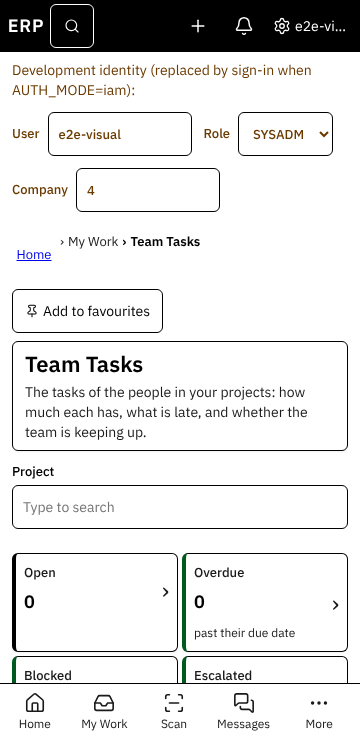 ERP e2e-vi...
Development identity (replaced by sign-in when
AUTH_MODE=iam):
User e2e-visual Role SYSADM
Company 4
Home › My Work › Team Tasks
Add to favourites
Team Tasks
The tasks of the people in your projects: how
much each has, what is late, and whether the
team is keeping up.
Project
Type to search
Open Overdue
0 0
past their due date
Blocked Escalated
Home My Work Scan Messages More